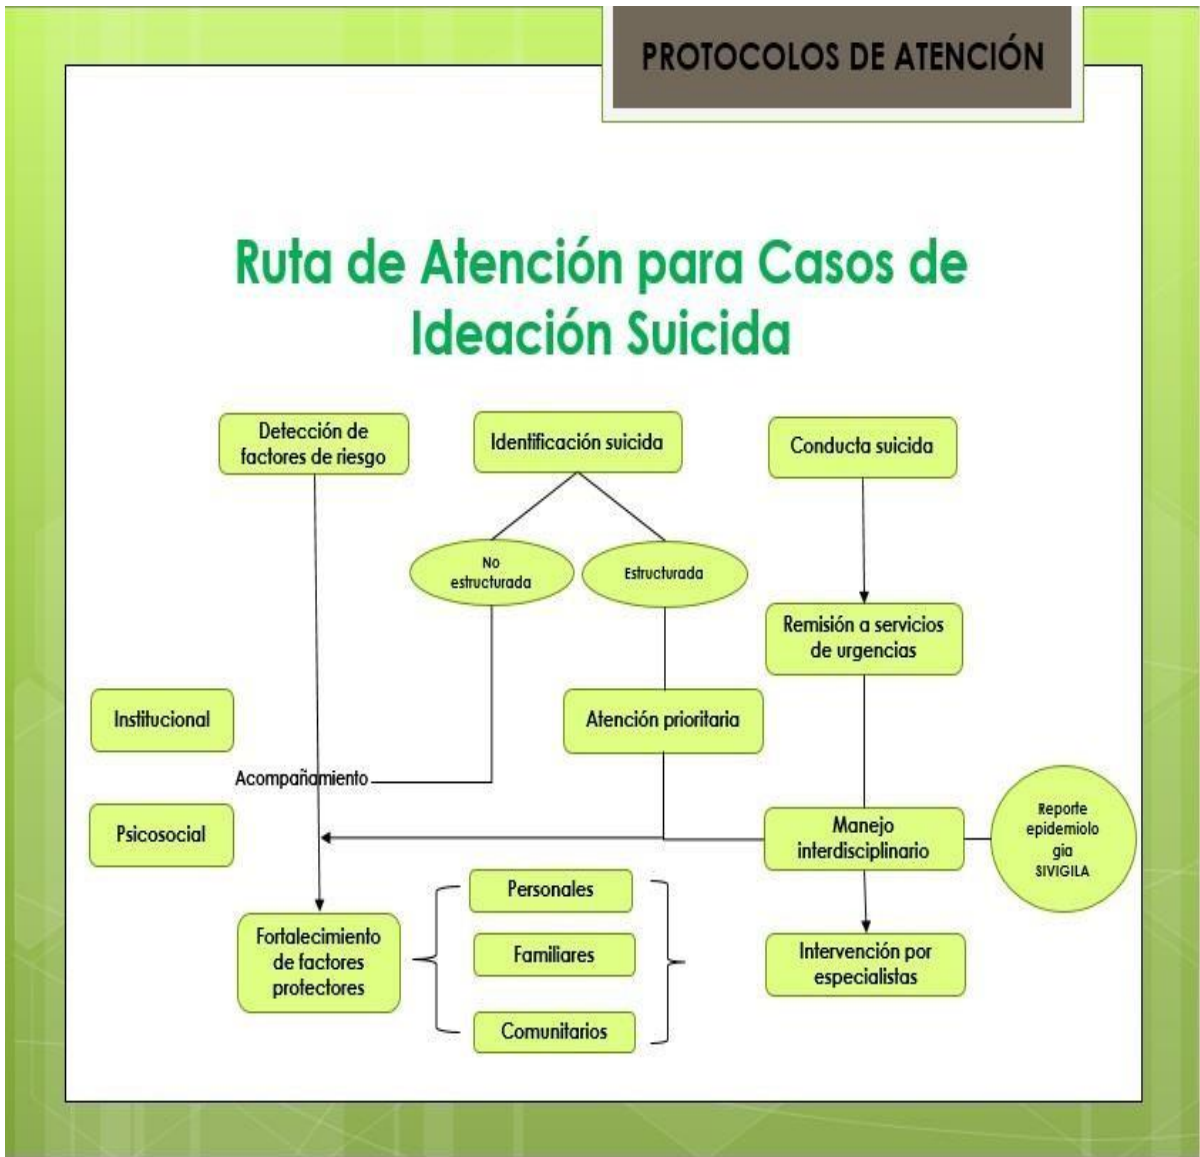 PROTOCOLOS DE ATENCIÓN
Ruta de Atención para Casos de
Ideación Suicida
Detección de
factores de riesgo
Identificación suicida
Conducta suicida
No
estructurada
Estructurada
Remisión a servicios
de urgencias
Institucional
Atención prioritaria
Acompañamiento
Psicosocial
Manejo
interdisciplinario
Reporte
epidemiolo
gia
SIVIGILA
Personales
Fortalecimiento
de factores
protectores
Familiares
Intervención por
especialistas
Comunitarios